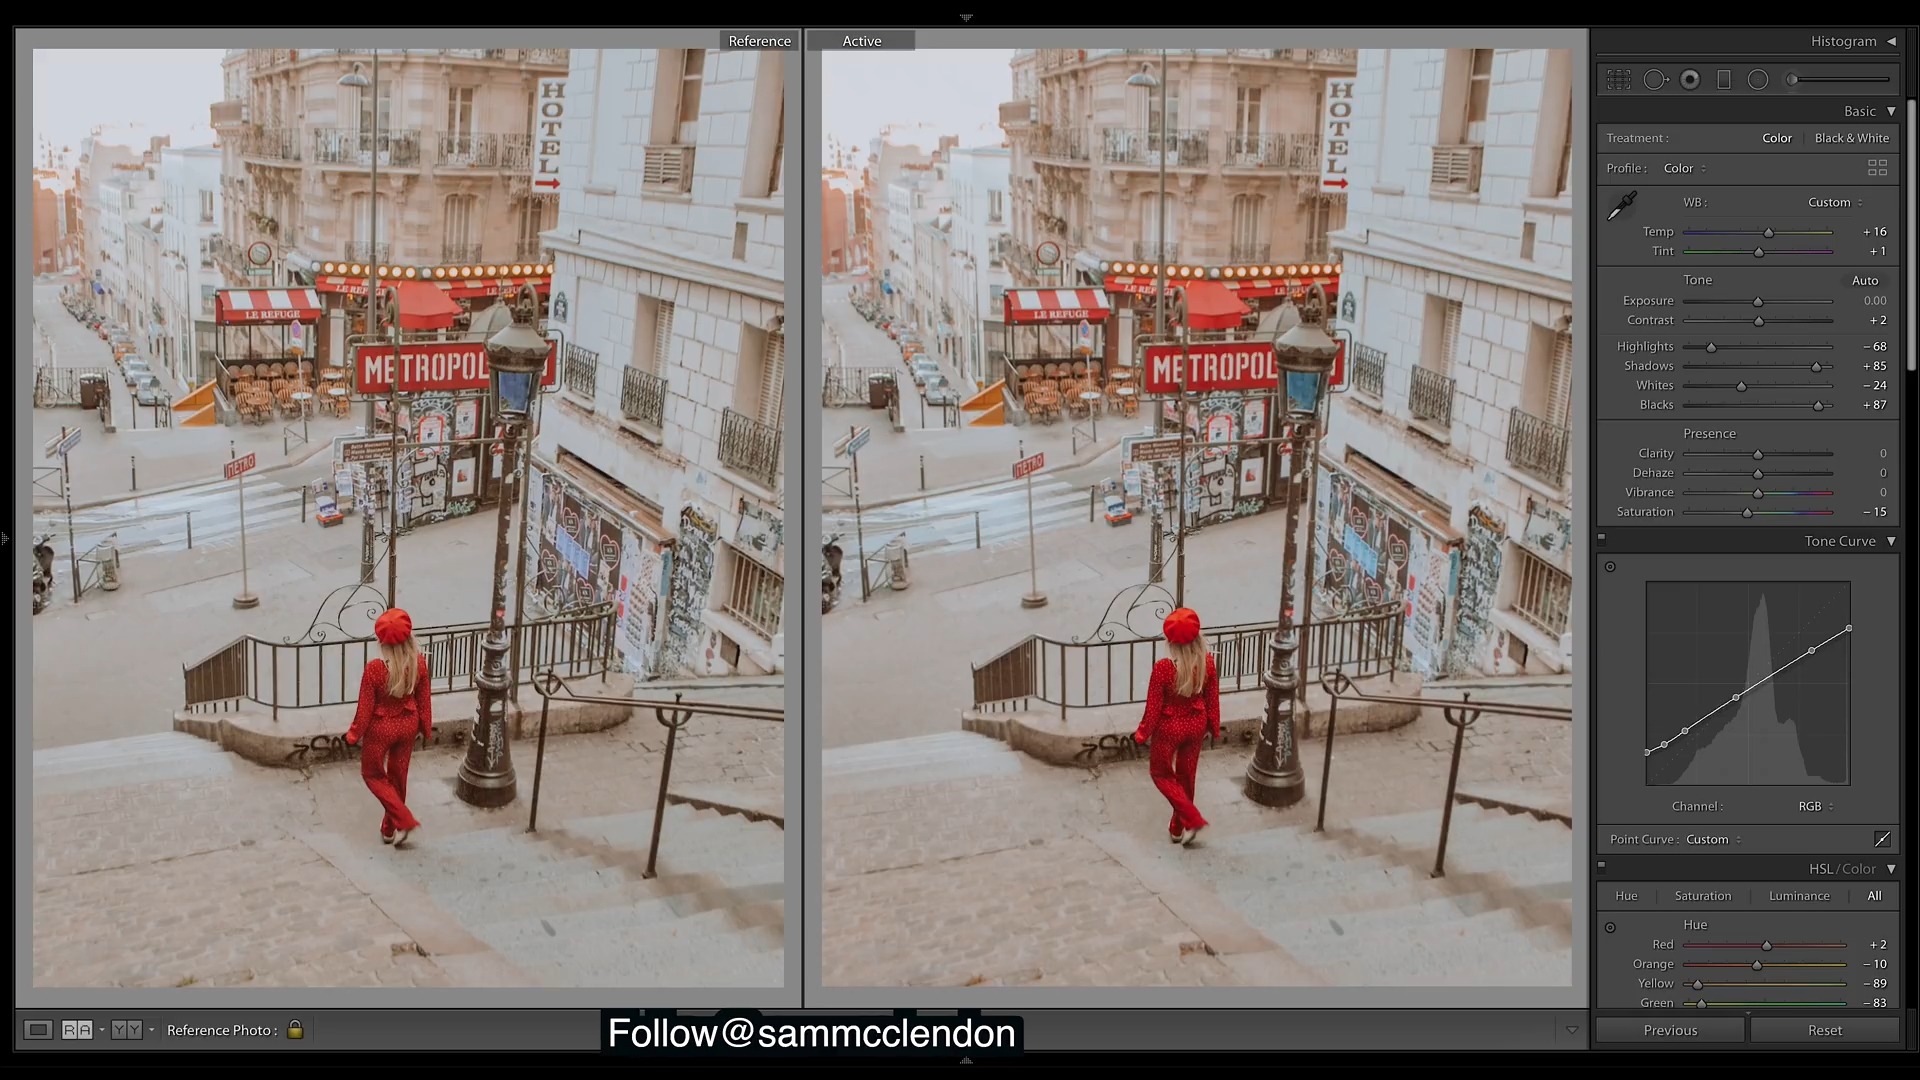 Reference
Active
Histogram
Basic
Treatment :
Color
Black & White
Profile :
Color
WB :
Custom
Temp
+ 16
Tint
+ 1
Tone
Auto
Exposure
0.00
Contrast
+ 2
Highlights
− 68
Shadows
+ 85
Whites
− 24
Blacks
+ 87
Presence
Clarity
0
Dehaze
0
Vibrance
0
Saturation
− 15
Tone Curve
Channel :
RGB
Point Curve :
Custom
HSL / Color
Hue
Saturation
Luminance
All
Hue
Red
+ 2
Orange
− 10
Yellow
− 89
Green
− 83
Previous
Reset
HOTEL
LE REFUGE
METROPOL
METRO
HOTEL
LE REFUGE
METROPOL
METRO
R A
Y Y
Reference Photo :
Follow@sammcclendon